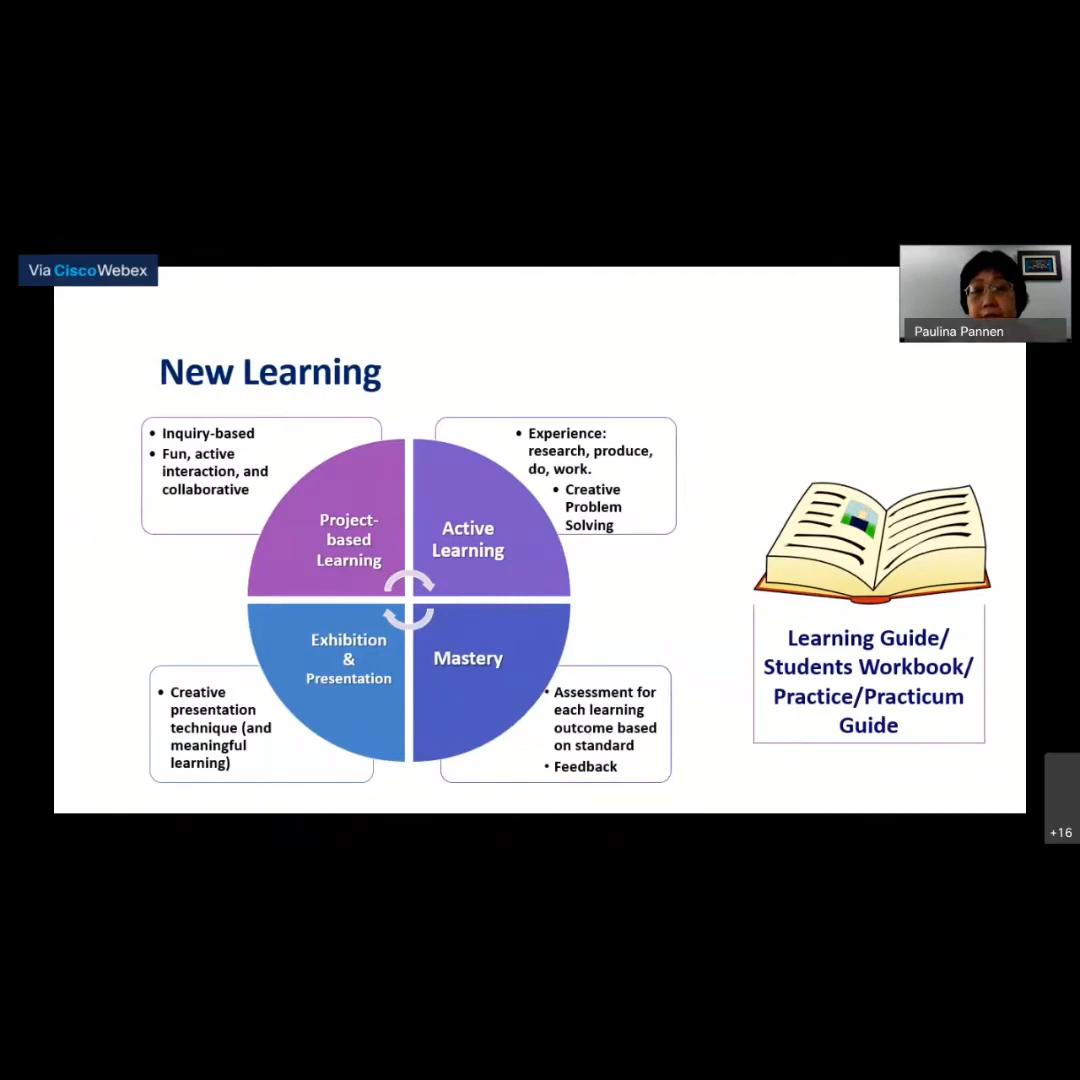 Via CiscoWebex
Paulina Pannen
New Learning
• Inquiry-based
• Fun, active
interaction, and
collaborative
• Experience:
research, produce,
do, work.
• Creative
Problem
Solving
Project-
based
Learning
Active
Learning
Exhibition
&
Presentation
Mastery
• Creative
presentation
technique (and
meaningful
learning)
• Assessment for
each learning
outcome based
on standard
• Feedback
Learning Guide/
Students Workbook/
Practice/Practicum
Guide
+16